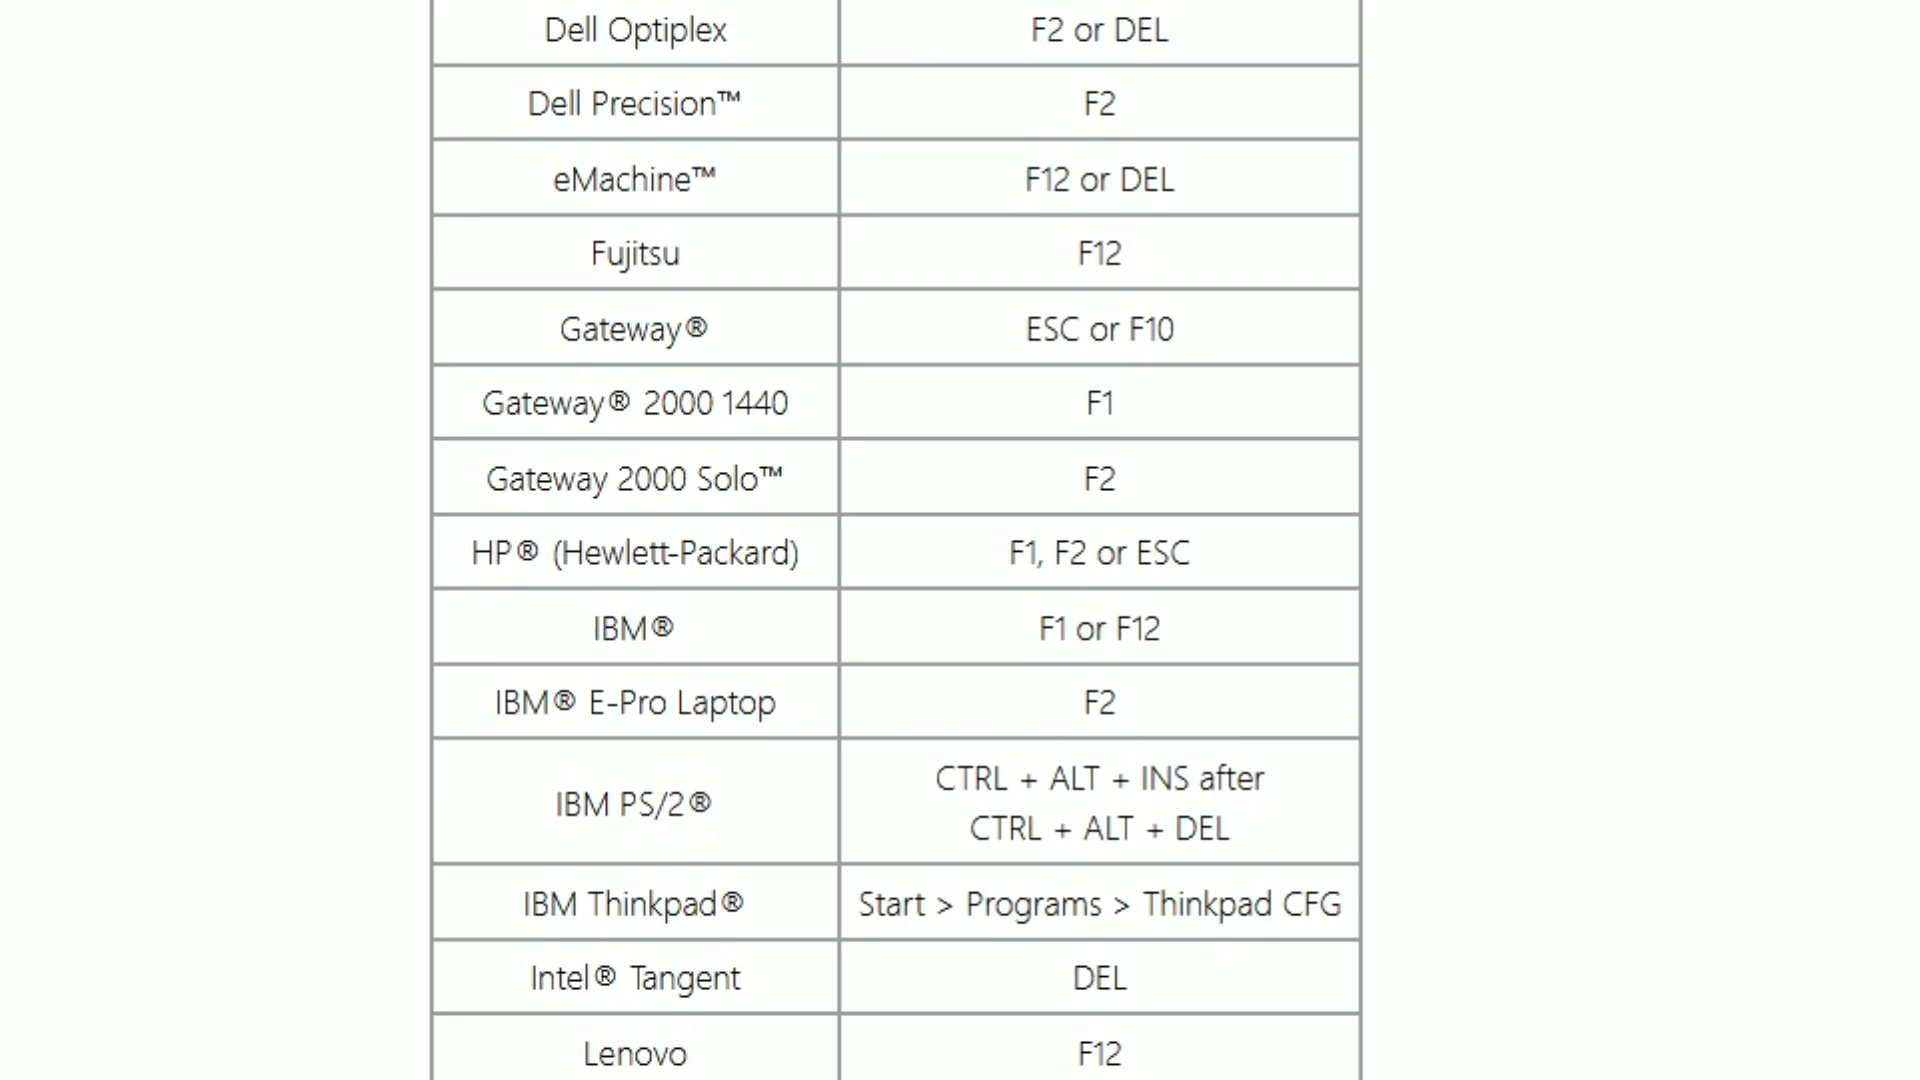 Dell Optiplex F2 or DEL
Dell Precision™ F2
eMachine™ F12 or DEL
Fujitsu F12
Gateway® ESC or F10
Gateway® 2000 1440 F1
Gateway 2000 Solo™ F2
HP® (Hewlett-Packard) F1, F2 or ESC
IBM® F1 or F12
IBM® E-Pro Laptop F2
IBM PS/2® CTRL + ALT + INS after
CTRL + ALT + DEL
IBM Thinkpad® Start > Programs > Thinkpad CFG
Intel® Tangent DEL
Lenovo F12